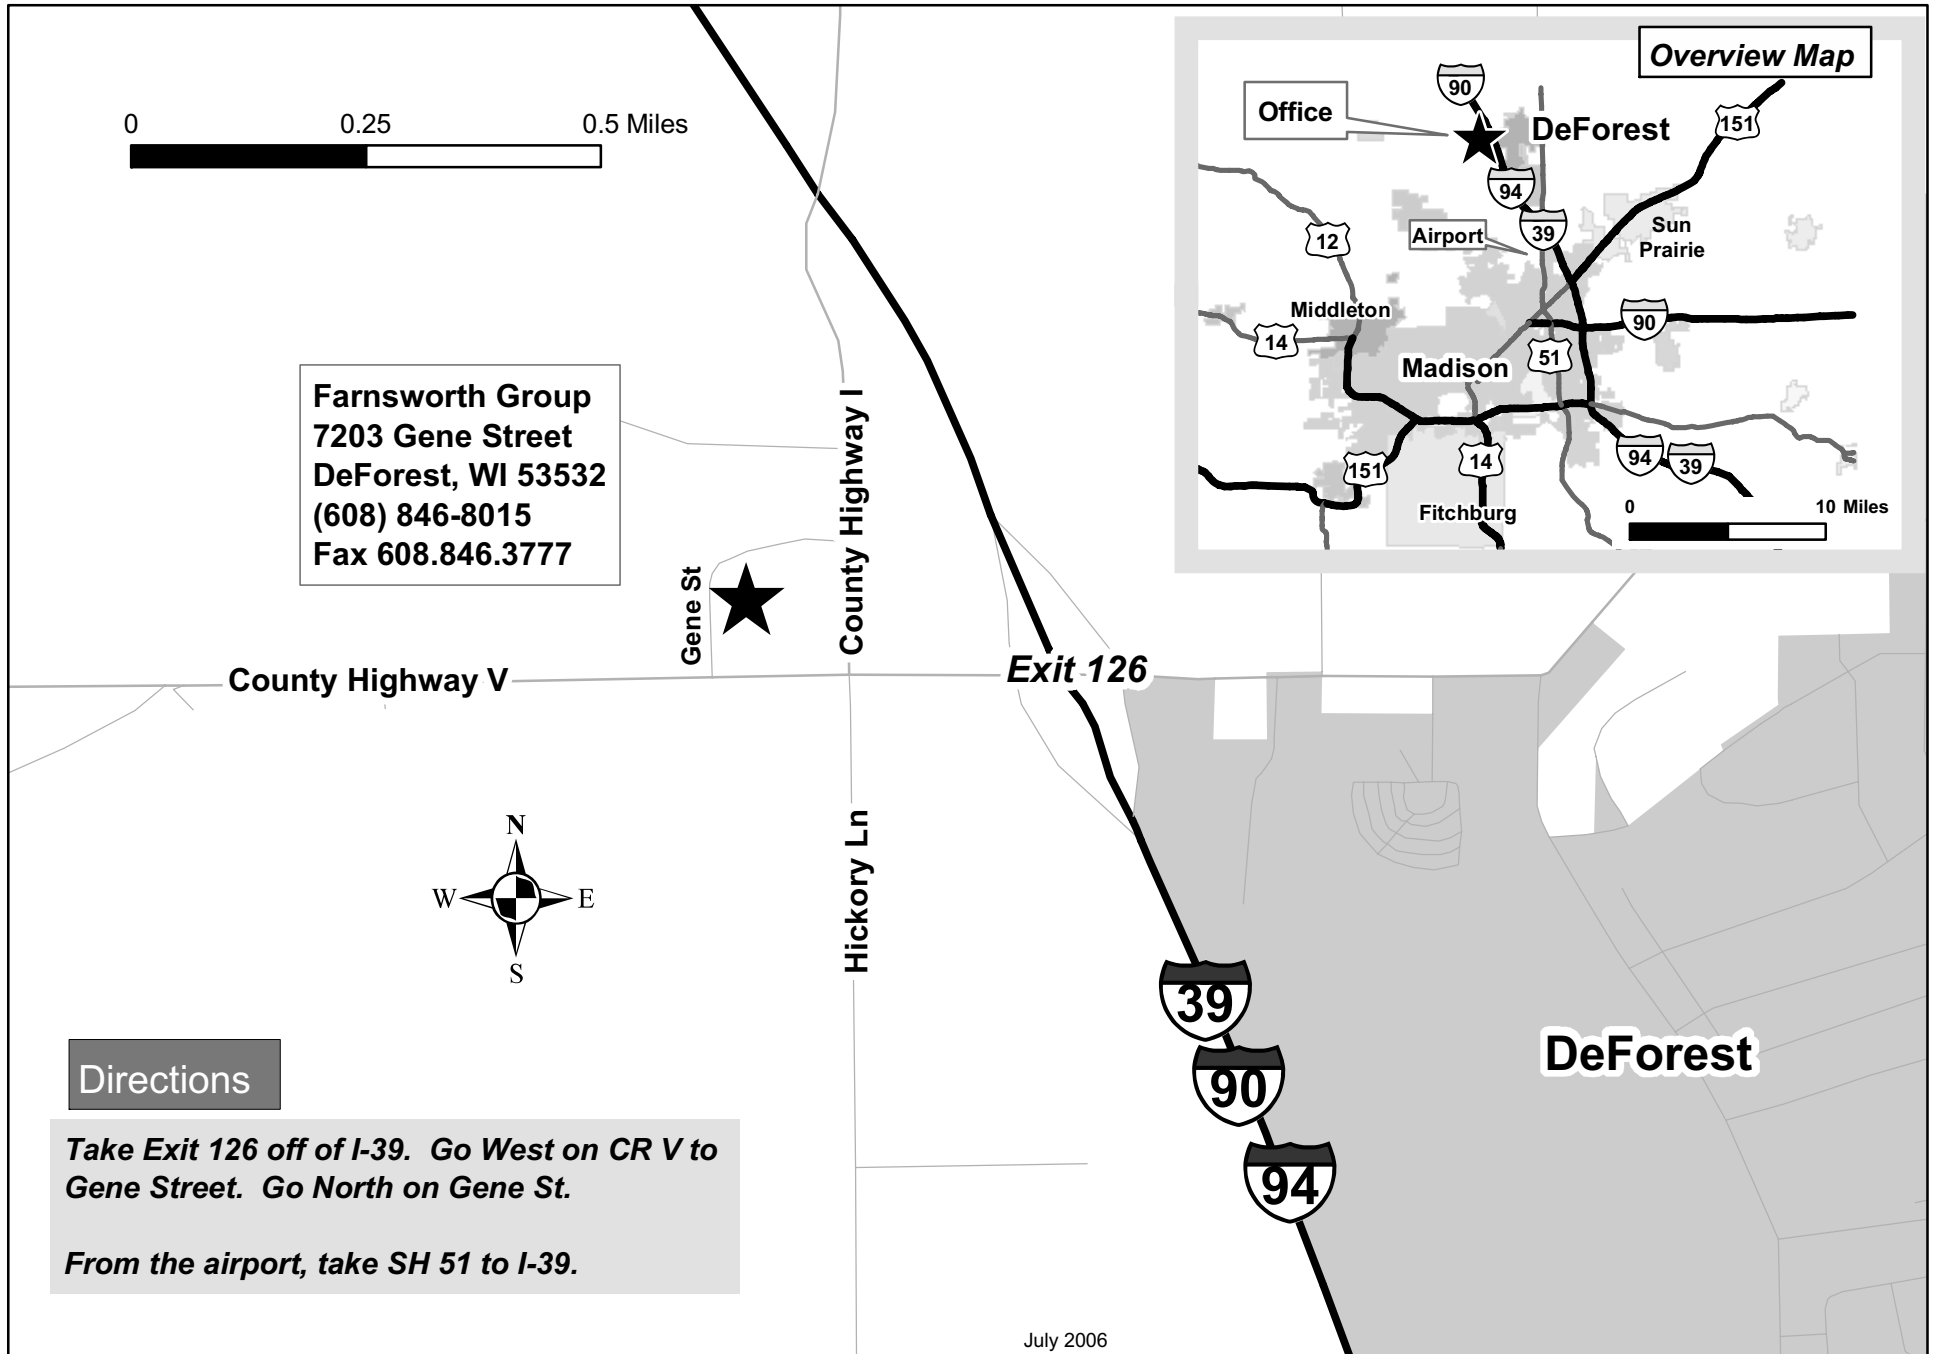 0 0.25 0.5 Miles
Overview Map
90
Office
DeForest
151
94
39
12
Airport
Sun
Prairie
Middleton
14
90
51
Madison
151
14
94
39
Fitchburg
0 10 Miles
Farnsworth Group
7203 Gene Street
DeForest, WI 53532
(608) 846-8015
Fax 608.846.3777
County Highway I
Gene St
County Highway V
Exit 126
Hickory Ln
N
W E
S
39
90
94
DeForest
Directions
Take Exit 126 off of I-39. Go West on CR V to
Gene Street. Go North on Gene St.
From the airport, take SH 51 to I-39.
July 2006